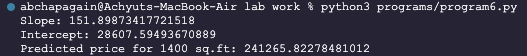 abchapagain@Achyuts-MacBook-Air lab work % python3 programs/program6.py
Slope: 151.89873417721518
Intercept: 28607.59493670889
Predicted price for 1400 sq.ft: 241265.82278481012